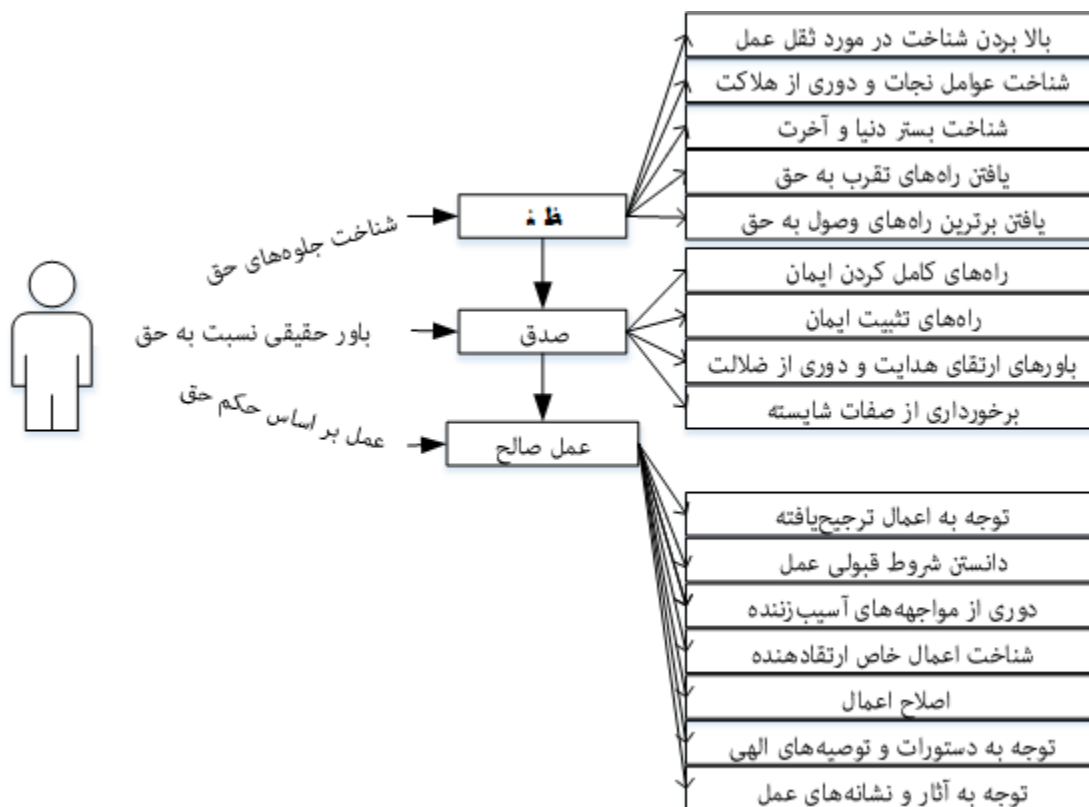 بالا بردن شناخت در مورد ثقل عمل
شناخت عوامل نجات و دوری از هلاکت
شناخت بستر دنیا و آخرت
یافتن راه‌های تقرب به حق
یافتن برترین راه‌های وصول به حق
شناخت جلوه‌های حق
راه‌های کامل کردن ایمان
راه‌های تثبیت ایمان
باورهای ارتقای هدایت و دوری از ضلالت
برخورداری از صفات شایسته
باور حقیقی نسبت به حق
صدق
عمل بر اساس حکم حق
عمل صالح
توجه به اعمال ترجیح‌یافته
دانستن شروط قبولی عمل
دوری از مواجهه‌های آسیب‌زننده
شناخت اعمال خاص ارتقادهنده
اصلاح اعمال
توجه به دستورات و توصیه‌های الهی
توجه به آثار و نشانه‌های عمل